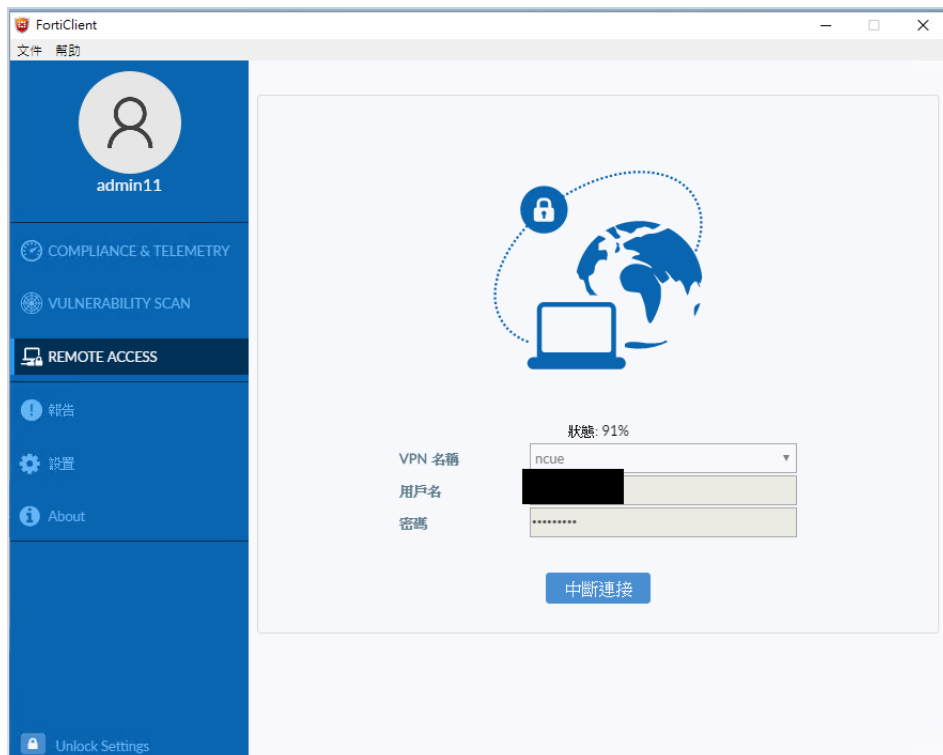 FortiClient
文件 幫助
admin11
COMPLIANCE & TELEMETRY
VULNERABILITY SCAN
REMOTE ACCESS
報告
設置
About
Unlock Settings
狀態: 91%
VPN 名稱 ncue
用戶名
密碼 •••••••••
中斷連接